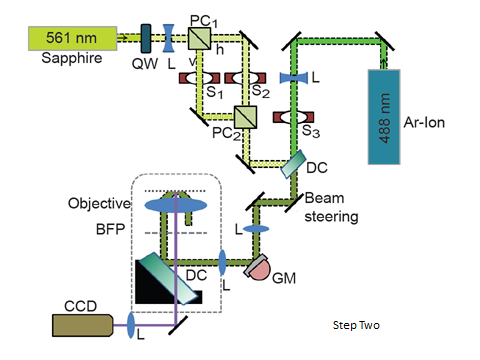 561 nm
Sapphire
QW
L
PC1
h
v
S1
S2
PC2
L
S3
488 nm
Ar-Ion
DC
Beam
steering
Objective
BFP
L
DC
L
GM
CCD
L
Step Two